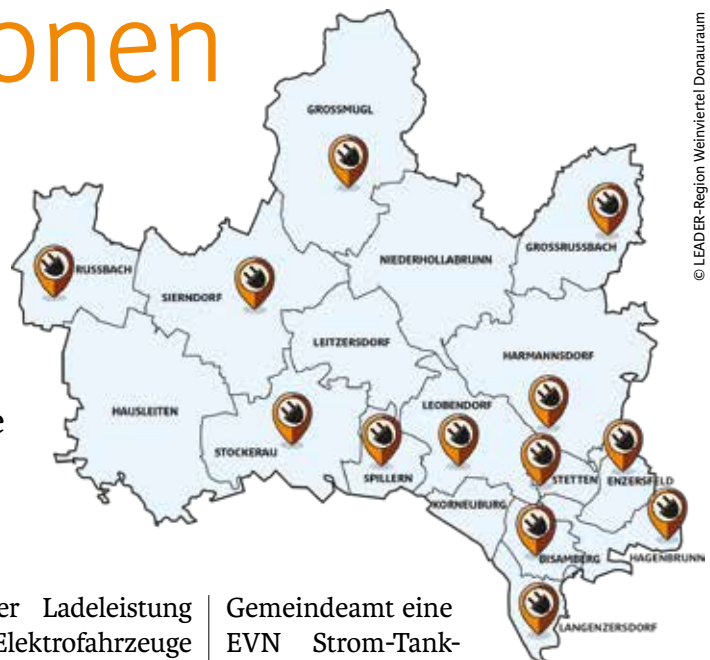 onen
© LEADER-Region Weinviertel Donauraum
GROSSMUGL
GROSSRUSSBACH
NIEDERHOLLABRUNN
RUSSBACH
SIERNDORF
LEITZERSDORF
HARMANNSDORF
HAUSLEITEN
LEOBENDORF
STOCKERAU
SPILLERN
STETTEN
ENZERSFELD
KORNEUBURG
BISAMBERG
HAGENBRUNN
LANGENZERSDORF
e
er Ladeleistung
Elektrofahrzeuge
Gemeindeamt eine
EVN Strom-Tank-